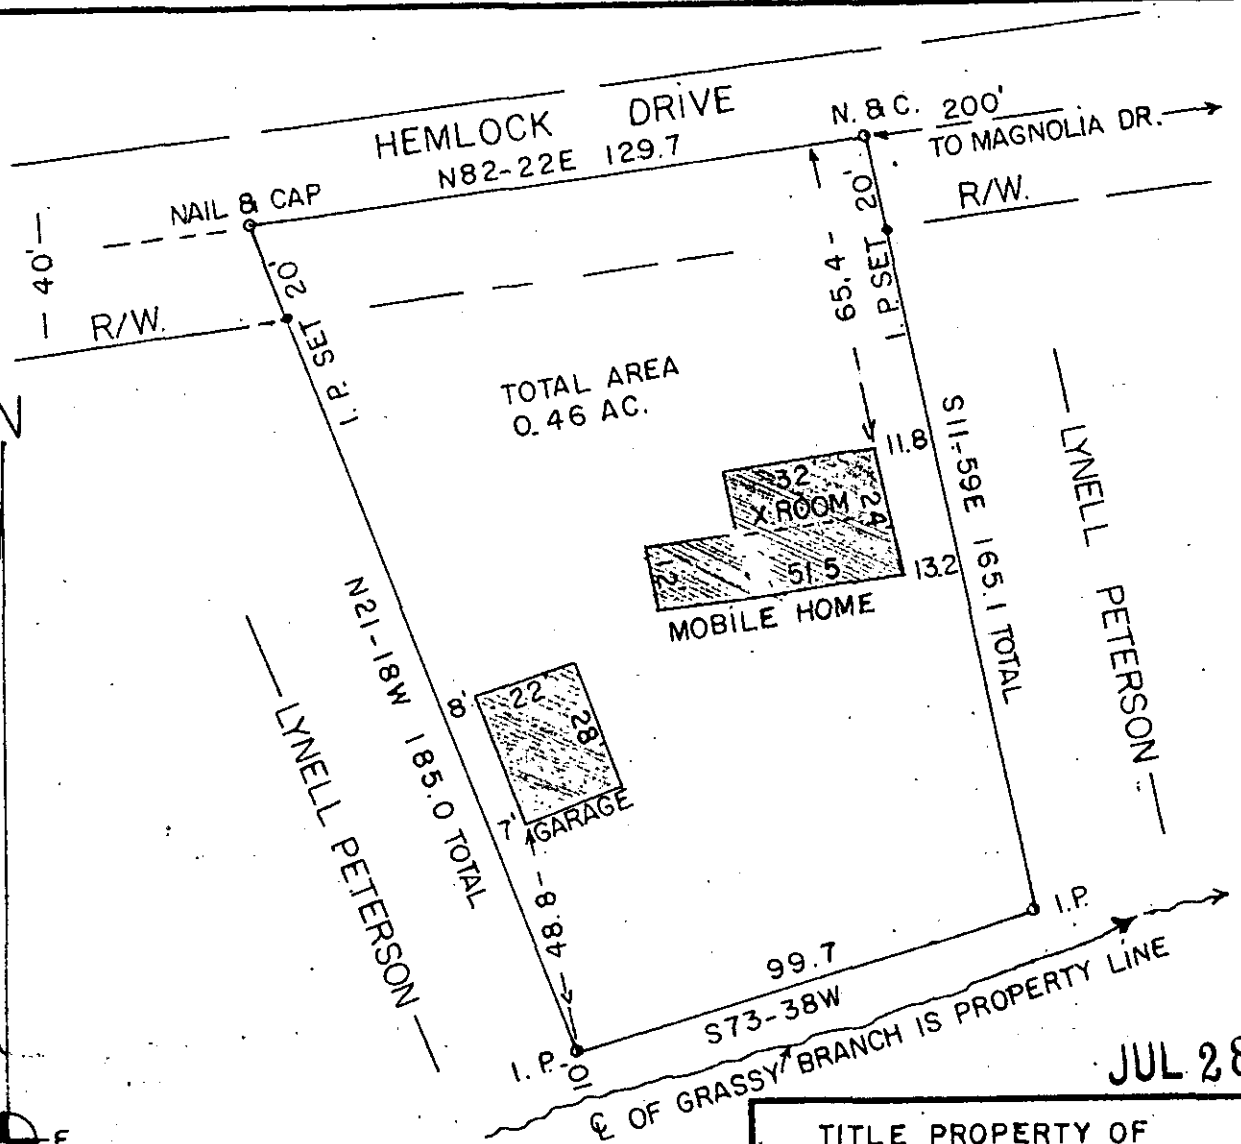 HEMLOCK DRIVE
N82-22E 129.7
N. & C.
200'
TO MAGNOLIA DR.
NAIL & CAP
R/W.
20'
20'
40'
R/W.
I. P. SET
I. P. SET
65.4
TOTAL AREA
0.46 AC.
N
11.8
S11-59E 165.1 TOTAL
LYNELL PETERSON
32'
X ROOM
24'
12'
51.5
13.2
MOBILE HOME
N21-18W 185.0 TOTAL
LYNELL PETERSON
8'
22'
28'
7'
GARAGE
48.8
I.P.
99.7
S73-38W
I. P.
10'
℄ OF GRASSY BRANCH IS PROPERTY LINE
JUL 28
E
TITLE PROPERTY OF